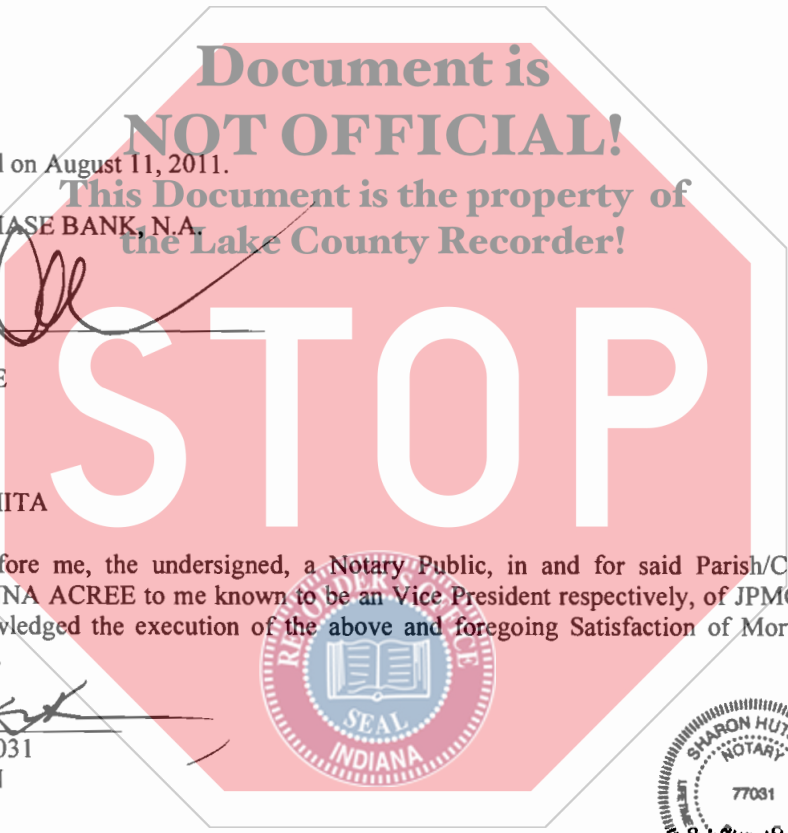 Document is
NOT OFFICIAL!
d on August 11, 2011.
This Document is the property of
HASE BANK, N.A.
the Lake County Recorder!
STOP
E
HITA
fore me, the undersigned, a Notary Public, in and for said Parish/C
NA ACREE to me known to be an Vice President respectively, of JPM
wledged the execution of the above and foregoing Satisfaction of Mor
RECORDER'S OFFICE
SEAL
INDIANA
031
SHARON HUT
NOTARY
LIFETIME
77031